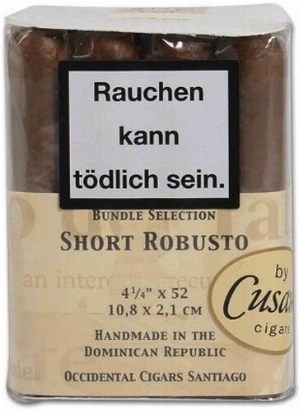 Rauchen
kann
tödlich sein.
BUNDLE SELECTION
SHORT ROBUSTO
4¼" x 52
10,8 x 2,1 CM
HANDMADE IN THE
DOMINICAN REPUBLIC
OCCIDENTAL CIGARS SANTIAGO
by
cigars